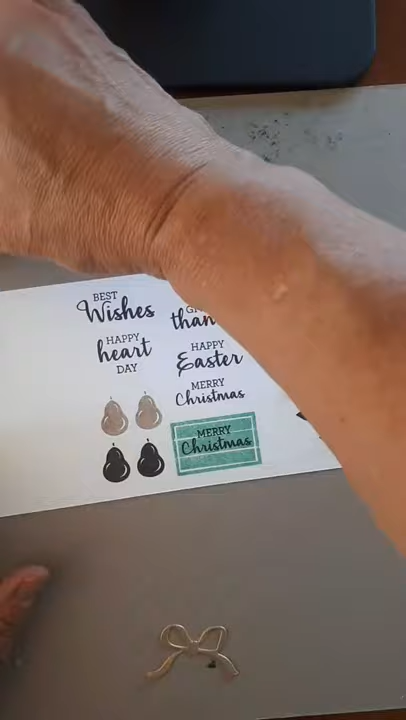 BEST
Wishes
HAPPY
heart
DAY
HAPPY
Easter
MERRY
Christmas
MERRY
Christmas